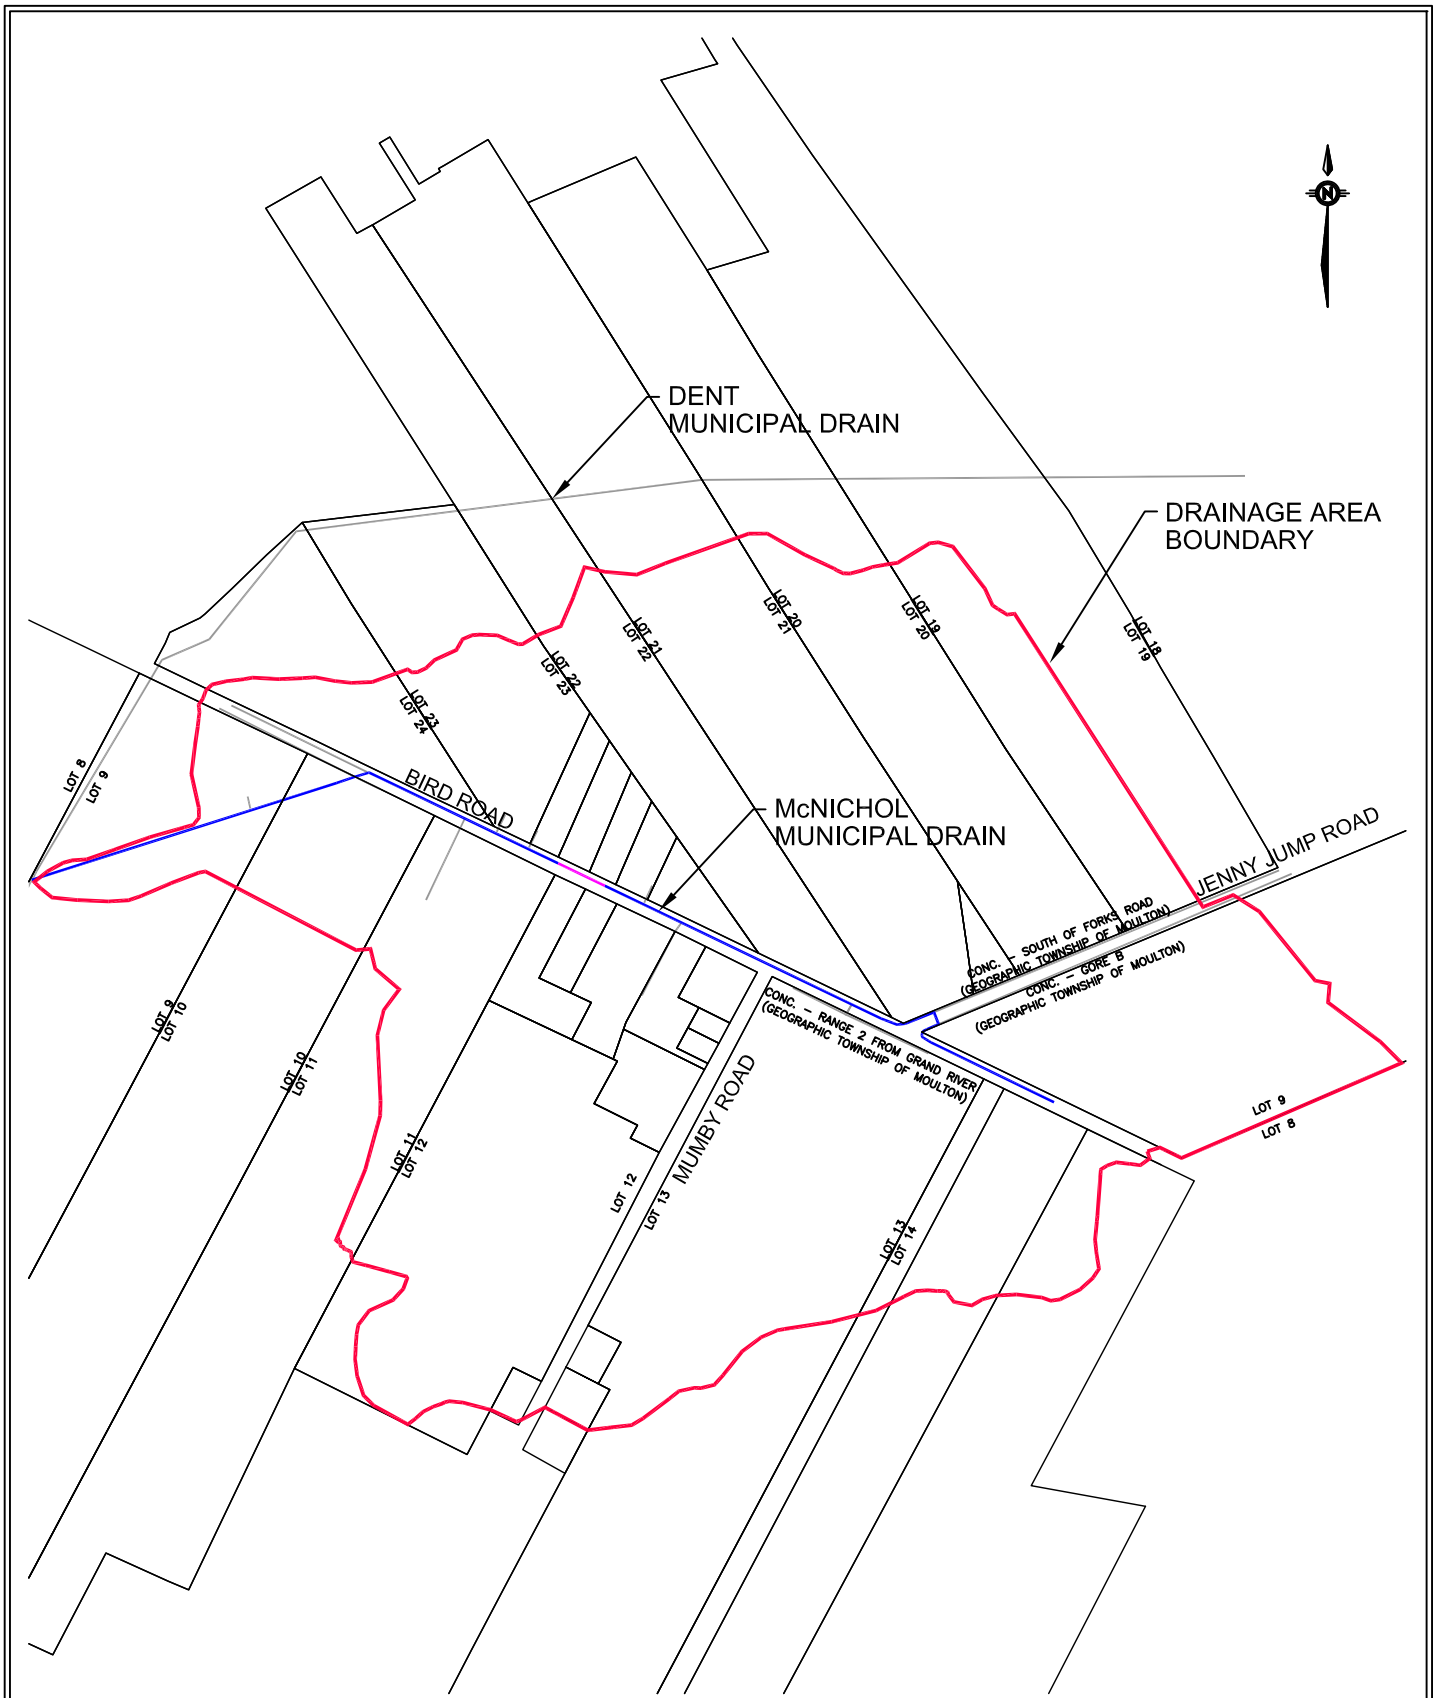 N
DENT
MUNICIPAL DRAIN
DRAINAGE AREA
BOUNDARY
LOT 20
LOT 21
LOT 19
LOT 20
LOT 18
LOT 19
LOT 21
LOT 22
LOT 22
LOT 23
LOT 23
LOT 24
LOT 8
LOT 9
BIRD ROAD
McNICHOL
MUNICIPAL DRAIN
JENNY JUMP ROAD
CONC. – SOUTH OF FORKS ROAD
(GEOGRAPHIC TOWNSHIP OF MOULTON)
CONC. – GORE B
(GEOGRAPHIC TOWNSHIP OF MOULTON)
CONC. – RANGE 2 FROM GRAND RIVER
(GEOGRAPHIC TOWNSHIP OF MOULTON)
LOT 9
LOT 10
LOT 10
LOT 11
LOT 11
LOT 12
MUMBY ROAD
LOT 12
LOT 13
LOT 13
LOT 14
LOT 9
LOT 8